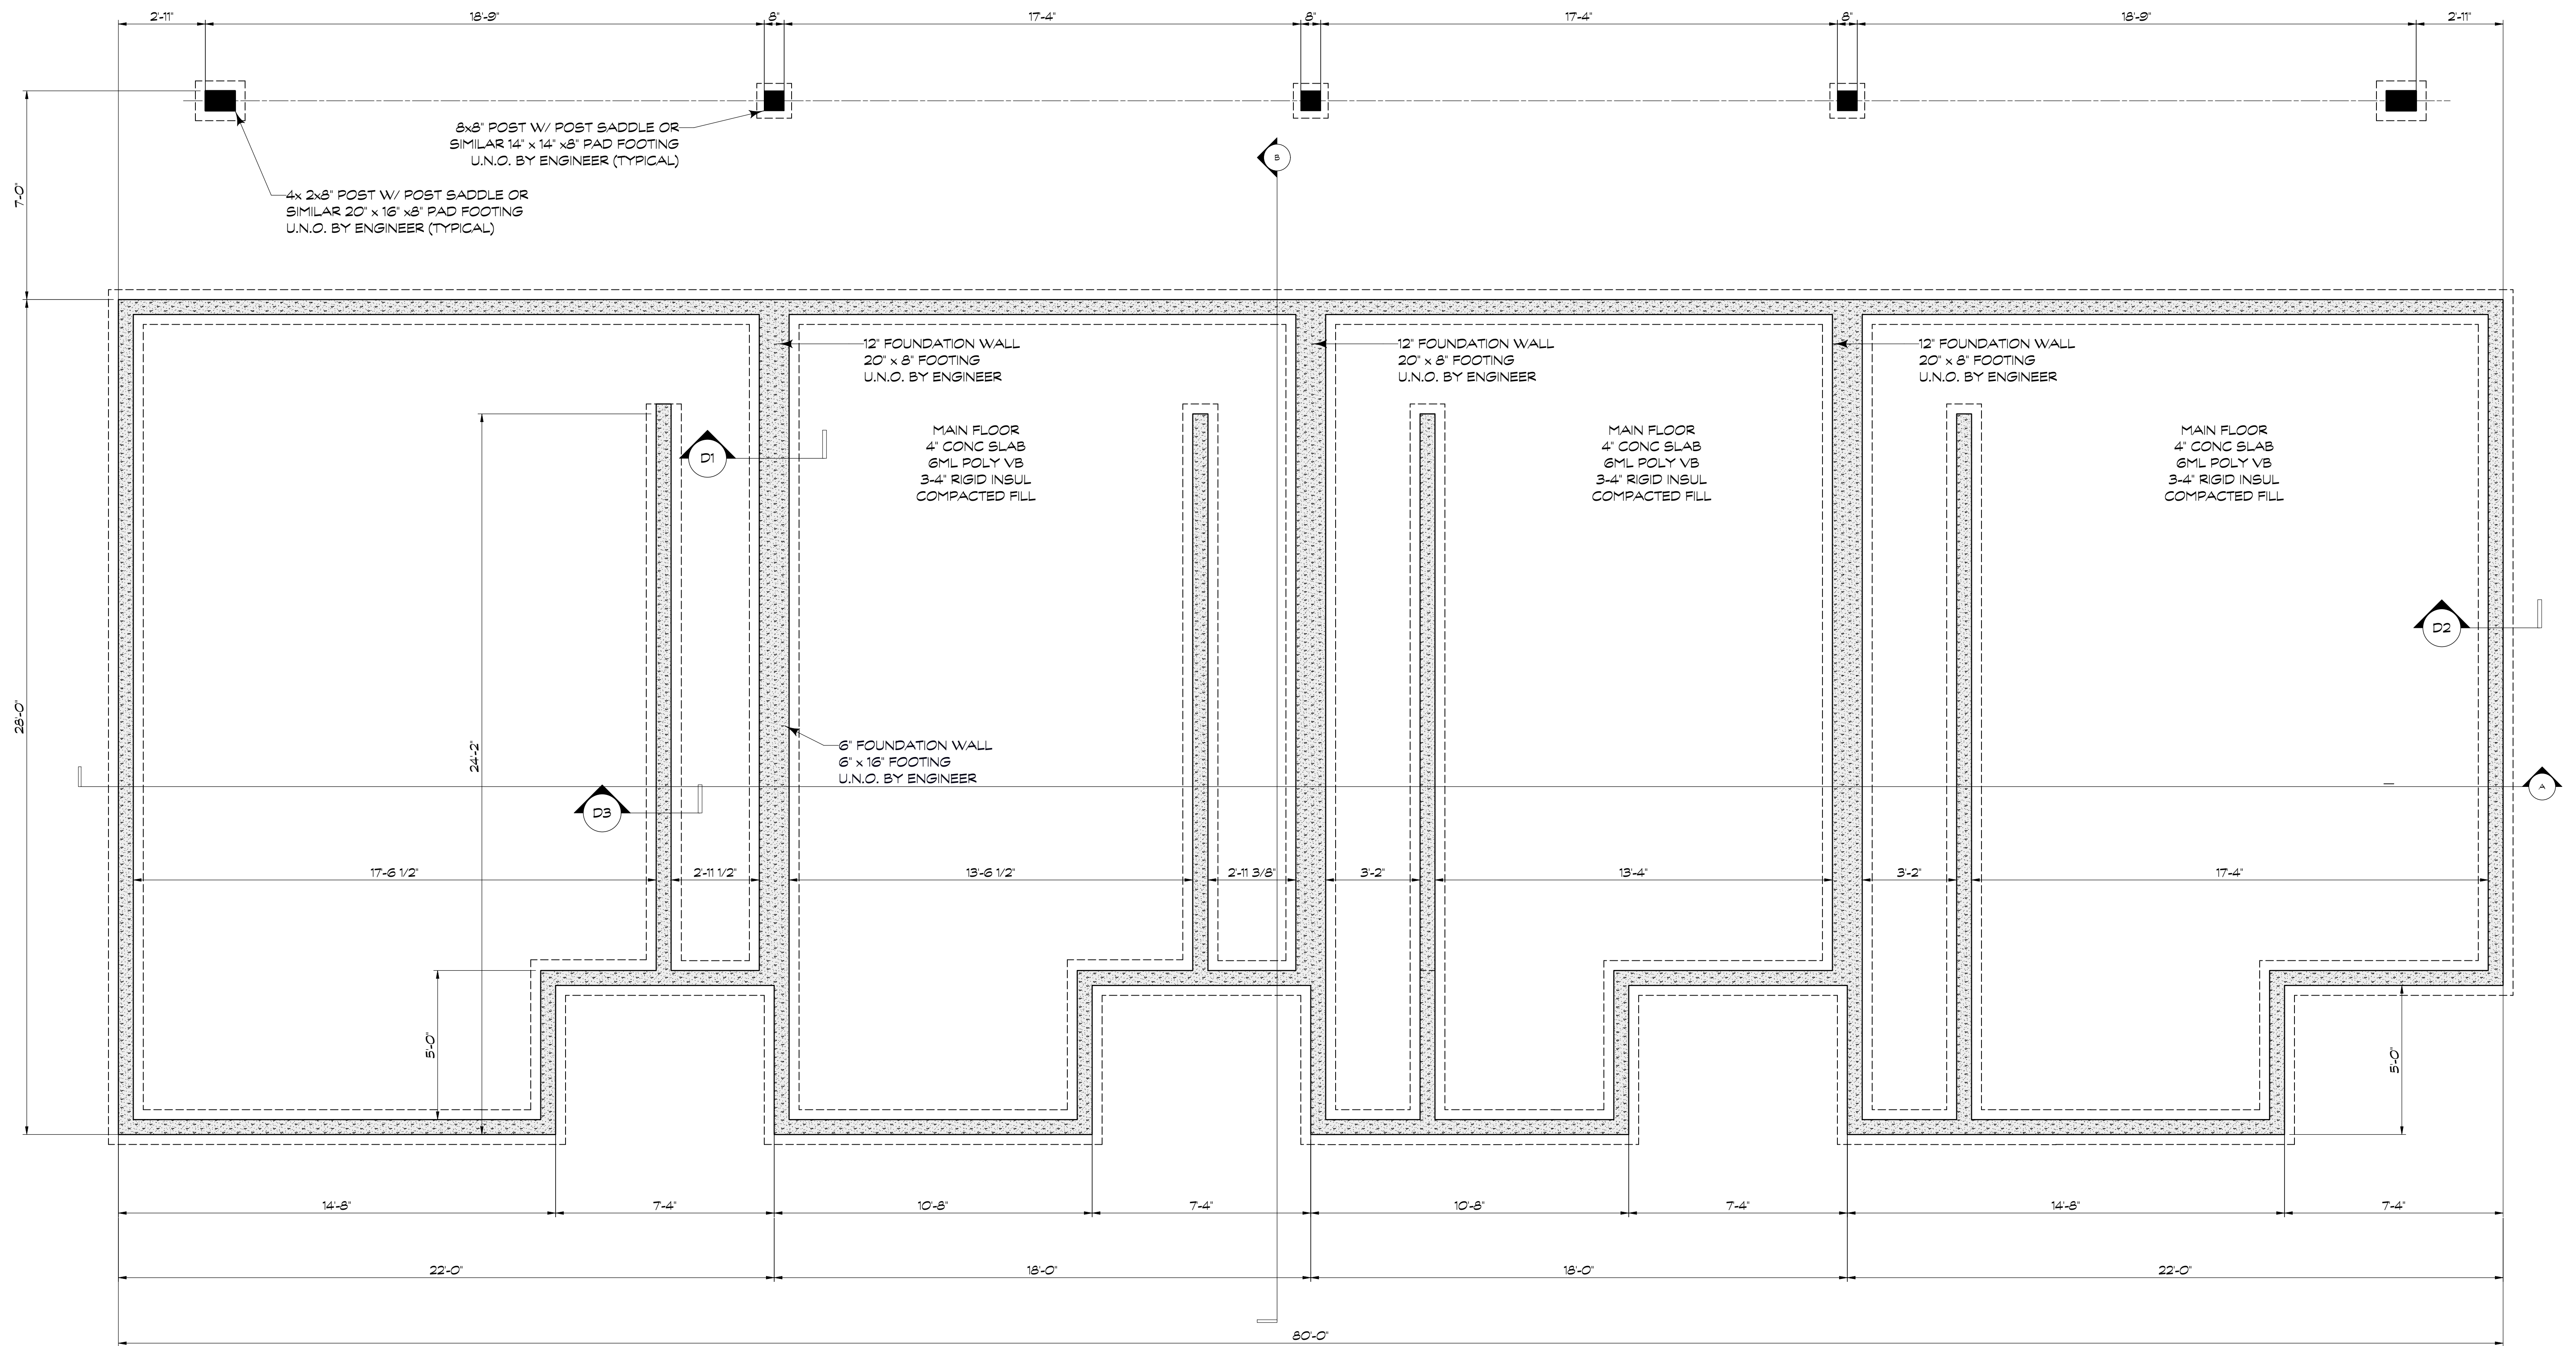 2'-11" 18'-9" 8" 17'-4" 8" 17'-4" 8" 18'-9" 2'-11"
8x8" POST W/ POST SADDLE OR
SIMILAR 14" x 14" x8" PAD FOOTING
U.N.O. BY ENGINEER (TYPICAL)
B
4x 2x8" POST W/ POST SADDLE OR
SIMILAR 20" x 16" x8" PAD FOOTING
U.N.O. BY ENGINEER (TYPICAL)
7'-0"
12" FOUNDATION WALL
20" x 8" FOOTING
U.N.O. BY ENGINEER
12" FOUNDATION WALL
20" x 8" FOOTING
U.N.O. BY ENGINEER
12" FOUNDATION WALL
20" x 8" FOOTING
U.N.O. BY ENGINEER
MAIN FLOOR
4" CONC SLAB
6ML POLY VB
3-4" RIGID INSUL
COMPACTED FILL
MAIN FLOOR
4" CONC SLAB
6ML POLY VB
3-4" RIGID INSUL
COMPACTED FILL
MAIN FLOOR
4" CONC SLAB
6ML POLY VB
3-4" RIGID INSUL
COMPACTED FILL
D1
D2
28'-0"
24'-2"
6" FOUNDATION WALL
6" x 16" FOOTING
U.N.O. BY ENGINEER
A
D3
17'-6 1/2" 2'-11 1/2" 13'-6 1/2" 2'-11 3/8" 3'-2" 13'-4" 3'-2" 17'-4"
5'-0"
5'-0"
14'-8" 7'-4" 10'-8" 7'-4" 10'-8" 7'-4" 14'-8" 7'-4"
22'-0" 18'-0" 18'-0" 22'-0"
80'-0"